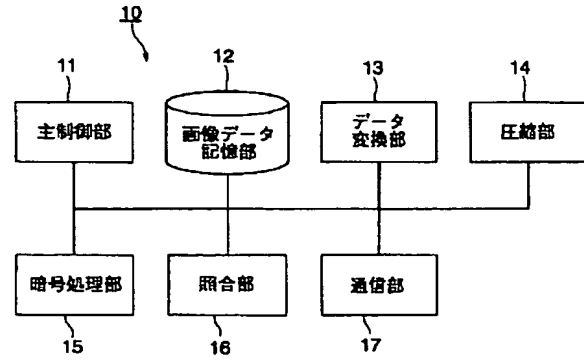 10
11
12
13
14
主制御部
画像データ
記憶部
データ
変換部
圧縮部
暗号処理部
照合部
通信部
15
16
17